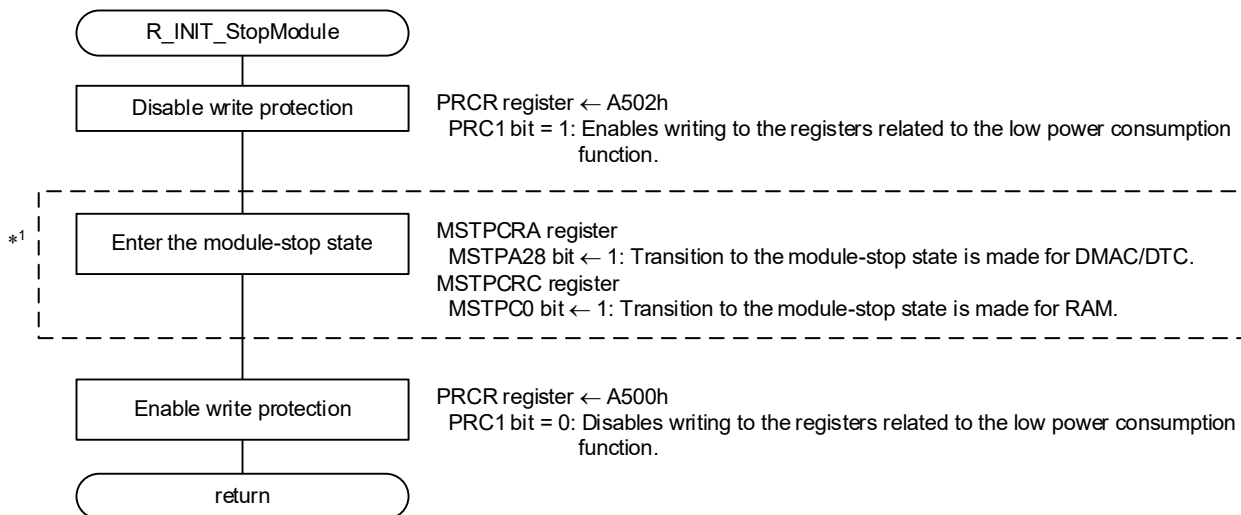 R_INIT_StopModule
Disable write protection
PRCR register ← A502h
PRC1 bit = 1: Enables writing to the registers related to the low power consumption
function.
*1
Enter the module-stop state
MSTPCRA register
MSTPA28 bit ← 1: Transition to the module-stop state is made for DMAC/DTC.
MSTPCRC register
MSTPC0 bit ← 1: Transition to the module-stop state is made for RAM.
Enable write protection
PRCR register ← A500h
PRC1 bit = 0: Disables writing to the registers related to the low power consumption
function.
return